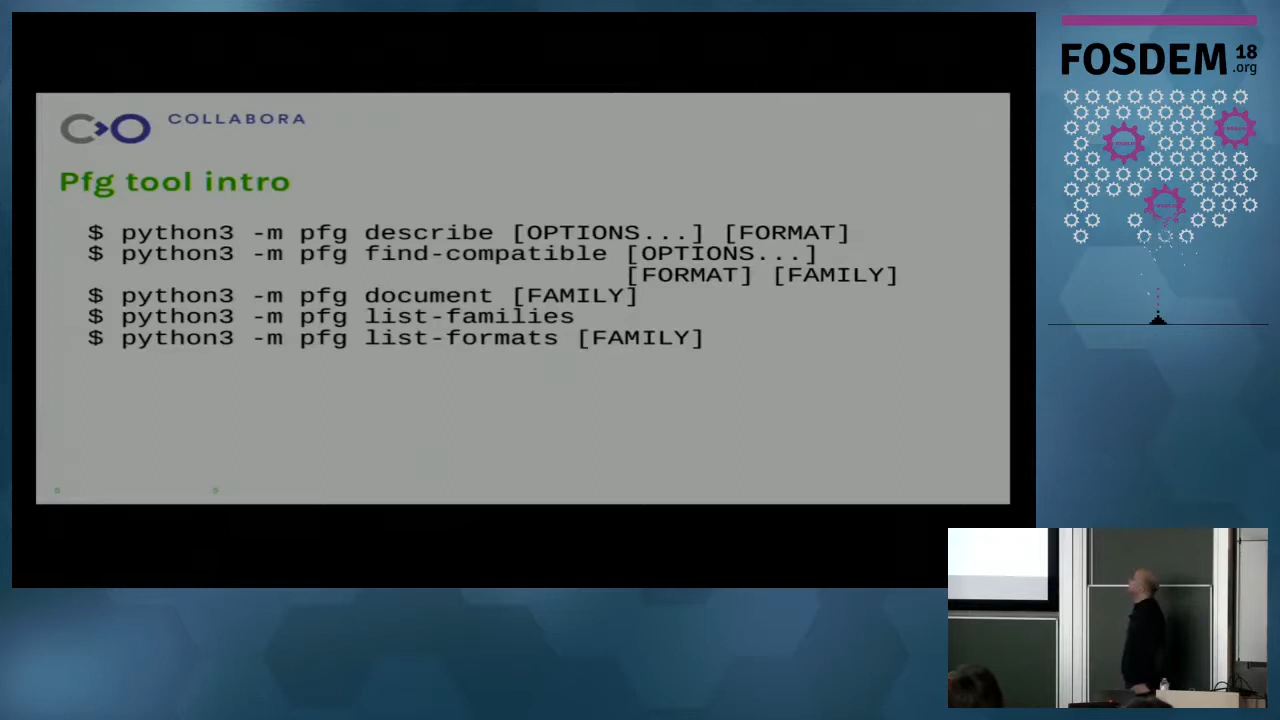 COLLABORA
Pfg tool intro
$ python3 -m pfg describe [OPTIONS...] [FORMAT]
$ python3 -m pfg find-compatible [OPTIONS...]
[FORMAT] [FAMILY]
$ python3 -m pfg document [FAMILY]
$ python3 -m pfg list-families
$ python3 -m pfg list-formats [FAMILY]
FOSDEM 18
.org